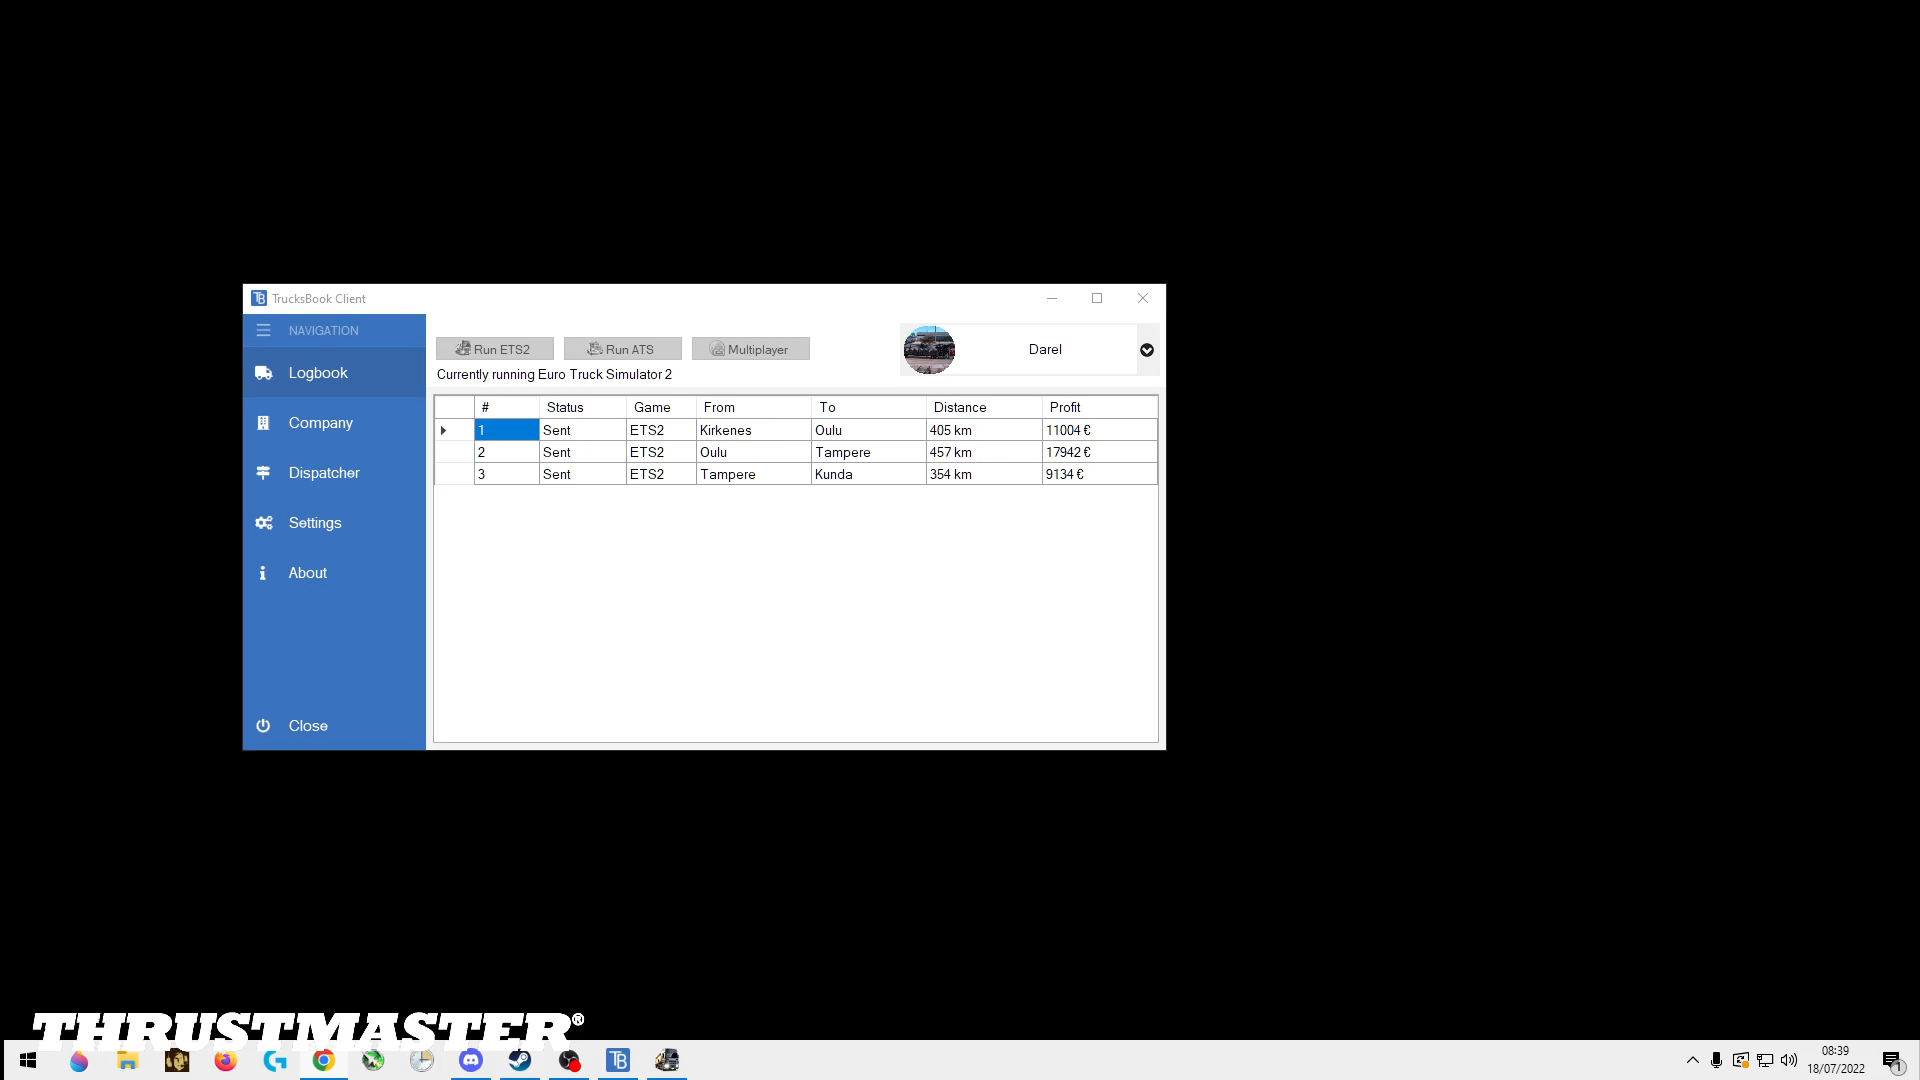 TrucksBook Client
NAVIGATION
Logbook
Company
Dispatcher
Settings
About
Close
Run ETS2 Run ATS Multiplayer
Darel
Currently running Euro Truck Simulator 2
# Status Game From To Distance Profit
1 Sent ETS2 Kirkenes Oulu 405 km 11004 €
2 Sent ETS2 Oulu Tampere 457 km 17942 €
3 Sent ETS2 Tampere Kunda 354 km 9134 €
THRUSTMASTER®
TB
08:39
18/07/2022
1